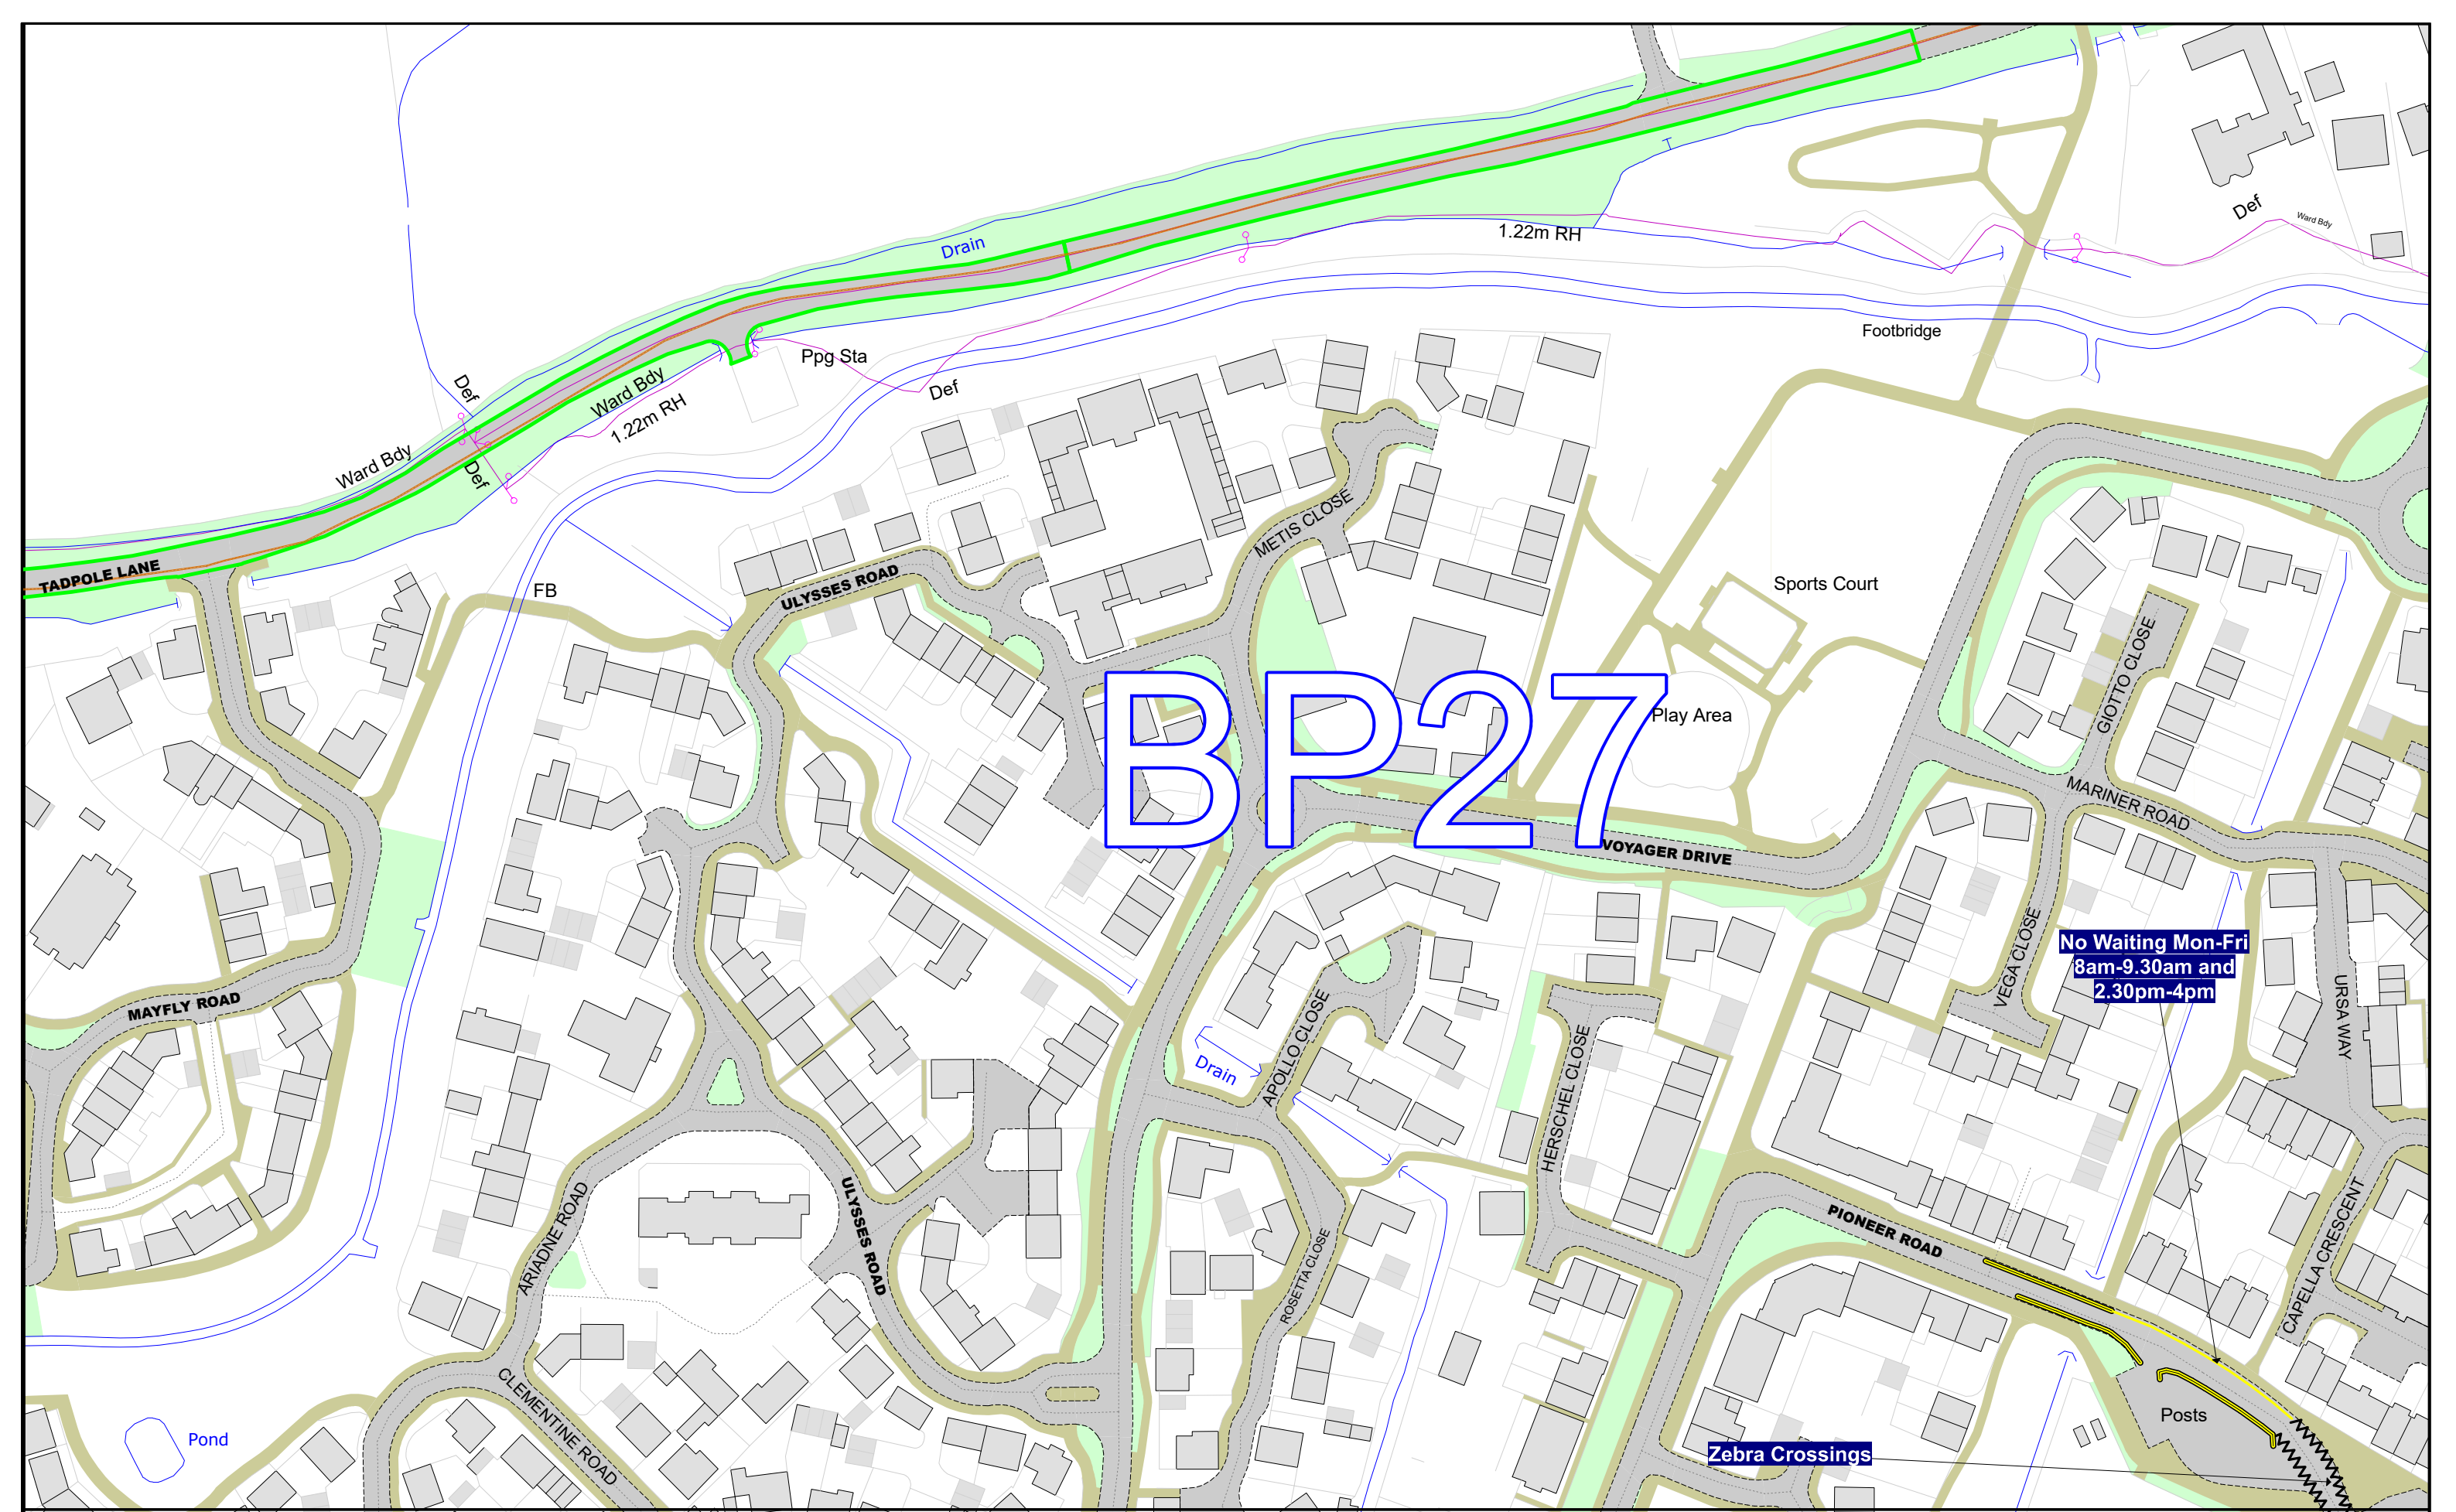 Drain
1.22m RH
Def
Ward Bdy
Footbridge
Ppg Sta
Def
Def
Ward Bdy
1.22m RH
Ward Bdy
Def
METIS CLOSE
TADPOLE LANE
FB
ULYSSES ROAD
Sports Court
GIOTTO CLOSE
BP27
Play Area
MARINER ROAD
VOYAGER DRIVE
No Waiting Mon-Fri
8am-9.30am and
2.30pm-4pm
VEGA CLOSE
URSA WAY
MAYFLY ROAD
APOLLO CLOSE
Drain
HERSCHEL CLOSE
ARIADNE ROAD
ULYSSES ROAD
ROSETTA CLOSE
PIONEER ROAD
CAPELLA CRESCENT
CLEMENTINE ROAD
Pond
Posts
Zebra Crossings